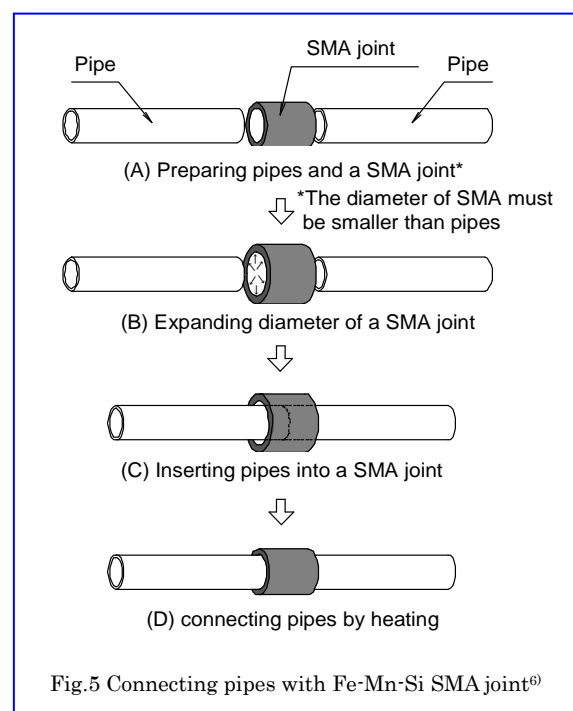 SMA joint
Pipe
Pipe
(A) Preparing pipes and a SMA joint*
*The diameter of SMA must
be smaller than pipes
(B) Expanding diameter of a SMA joint
(C) Inserting pipes into a SMA joint
(D) connecting pipes by heating
Fig.5 Connecting pipes with Fe-Mn-Si SMA joint⁶⁾